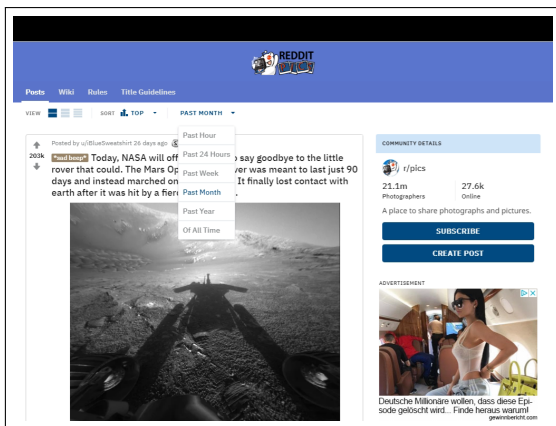 REDDIT
PICS
Posts Wiki Rules Title Guidelines
VIEW SORT TOP PAST MONTH
Past Hour
Past 24 Hours
Past Week
Past Month
Past Year
Of All Time
Posted by u/iBlueSweatshirt 26 days ago
203k
*sad beep* Today, NASA will off o say goodbye to the little
rover that could. The Mars Op ver was meant to last just 90
days and instead marched on It finally lost contact with
earth after it was hit by a fier
COMMUNITY DETAILS
r/pics
21.1m 27.6k
Photographers Online
A place to share photographs and pictures.
SUBSCRIBE
CREATE POST
ADVERTISEMENT
Deutsche Millionäre wollen, dass diese Epi-
sode gelöscht wird... Finde heraus warum!
gewinnbericht.com